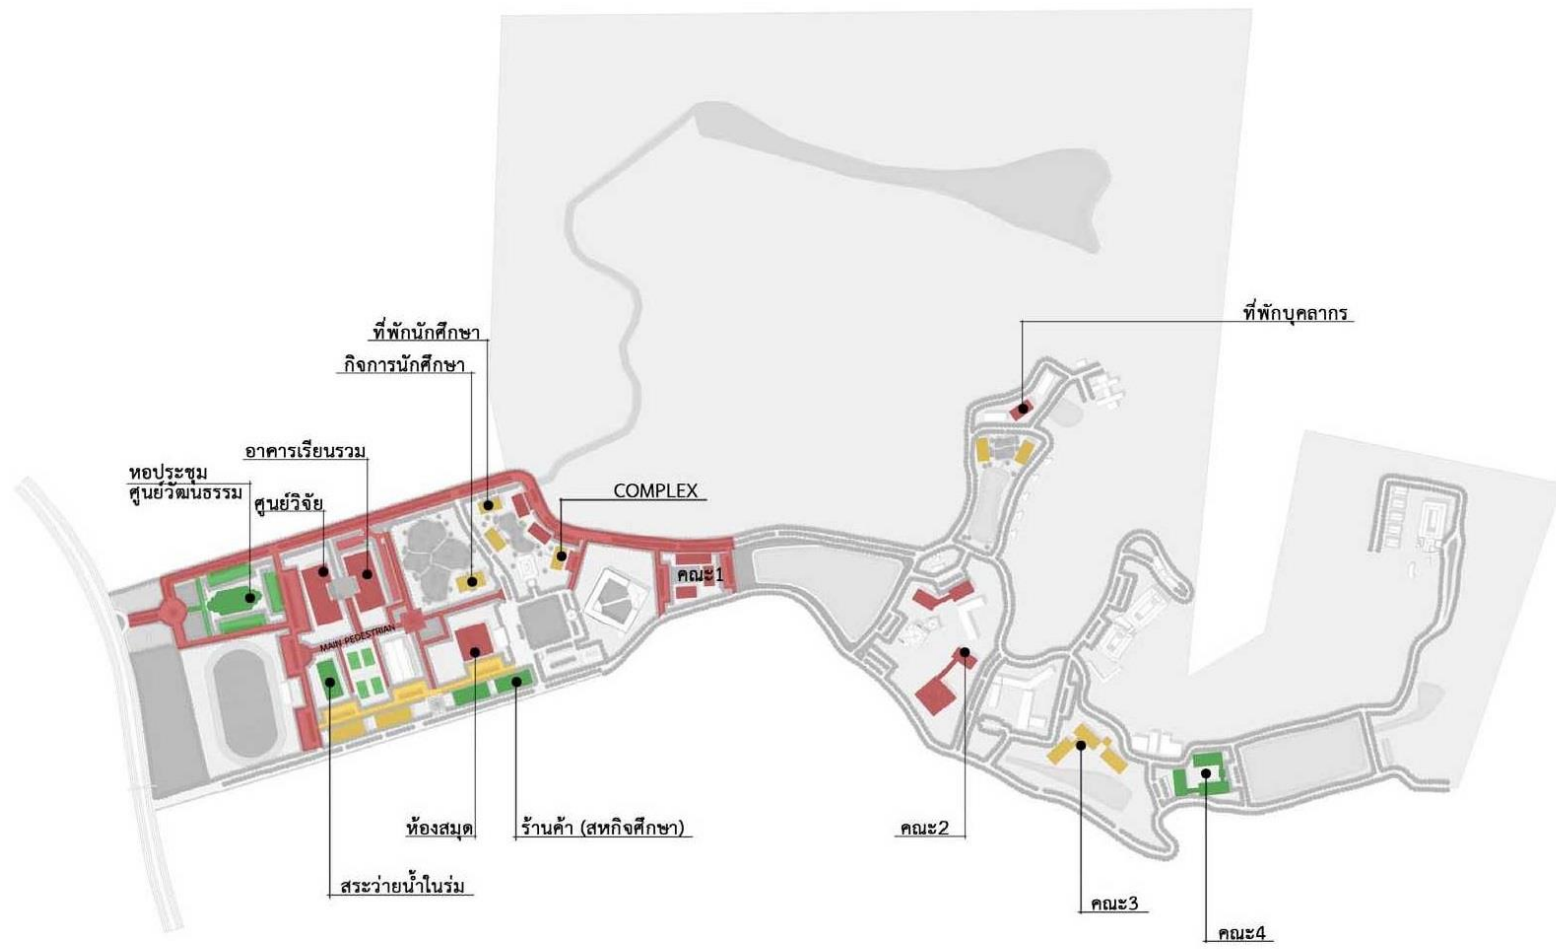 ที่พักบุคลากร
ที่พักนักศึกษา
กิจการนักศึกษา
อาคารเรียนรวม
หอประชุม
ศูนย์วัฒนธรรม
ศูนย์วิจัย
COMPLEX
คณะ1
MAIN PEDESTRIAN
ห้องสมุด
ร้านค้า (สหกิจศึกษา)
คณะ2
สระว่ายน้ำในร่ม
คณะ3
คณะ4